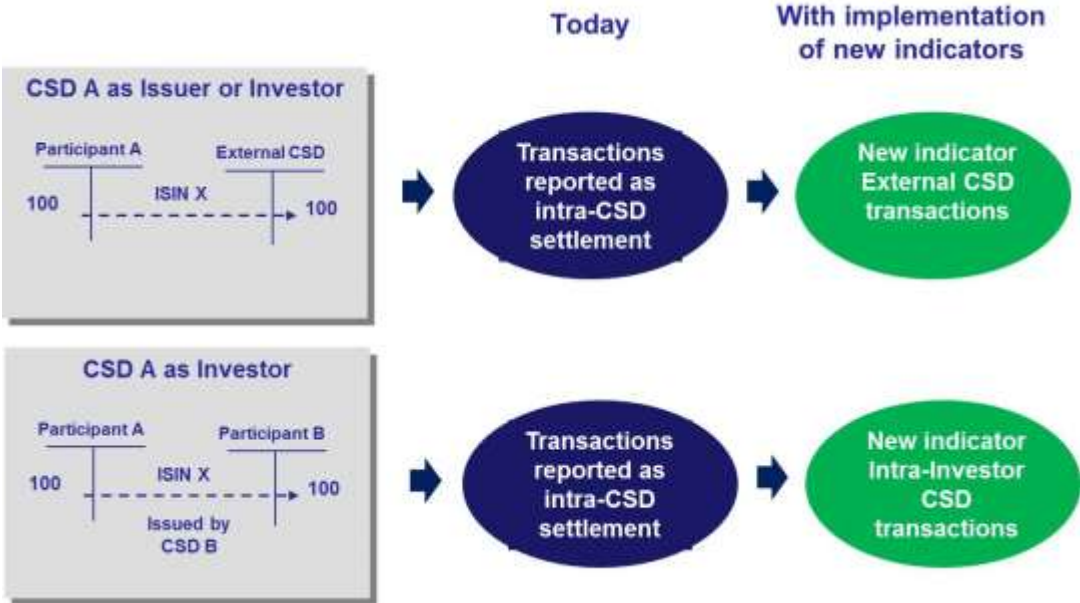 Today
With implementation
of new indicators
CSD A as Issuer or Investor
Participant A
External CSD
100
ISIN X
100
Transactions
reported as
intra-CSD
settlement
New indicator
External CSD
transactions
CSD A as Investor
Participant A
Participant B
100
ISIN X
100
Issued by
CSD B
Transactions
reported as
intra-CSD
settlement
New indicator
Intra-Investor
CSD
transactions